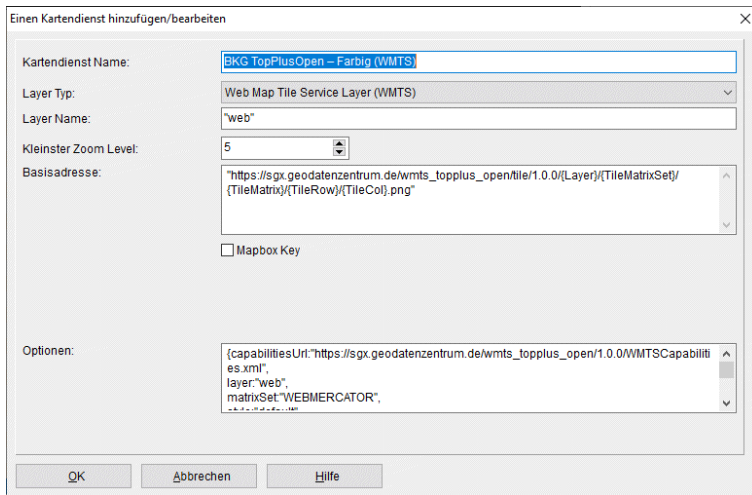 Einen Kartendienst hinzufügen/bearbeiten
Kartendienst Name: BKG TopPlusOpen – Farbig (WMTS)
Layer Typ: Web Map Tile Service Layer (WMTS)
Layer Name: "web"
Kleinster Zoom Level: 5
Basisadresse: "https://sgx.geodatenzentrum.de/wmts_topplus_open/tile/1.0.0/{Layer}/{TileMatrixSet}/
{TileMatrix}/{TileRow}/{TileCol}.png"
Mapbox Key
Optionen: {capabilitiesUrl:"https://sgx.geodatenzentrum.de/wmts_topplus_open/1.0.0/WMTSCapabiliti
es.xml",
layer:"web",
matrixSet:"WEBMERCATOR",
style:"default"
OK Abbrechen Hilfe